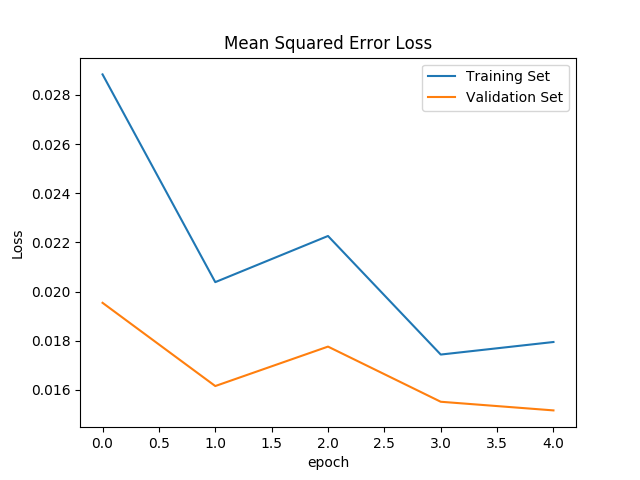 Mean Squared Error Loss
Training Set
Validation Set
0.028
0.026
0.024
0.022
0.020
0.018
0.016
Loss
0.0 0.5 1.0 1.5 2.0 2.5 3.0 3.5 4.0
epoch